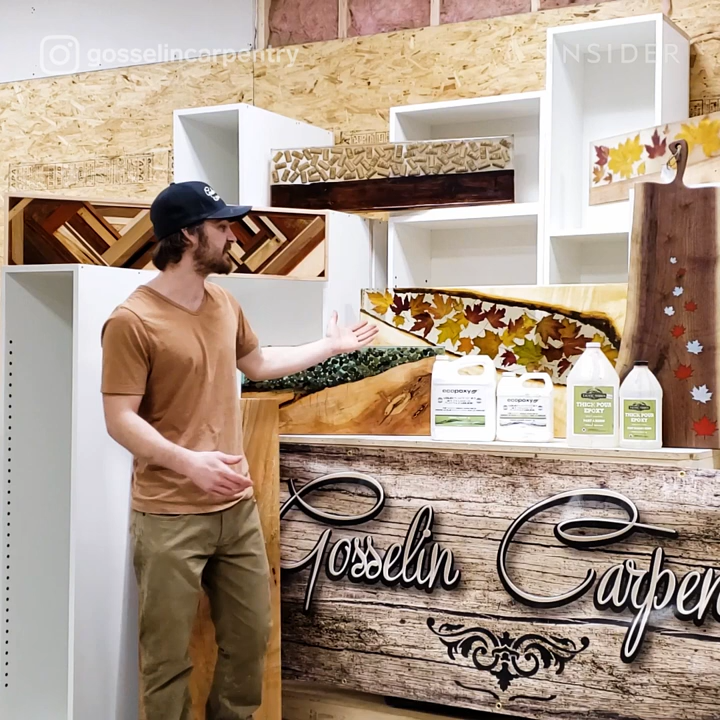 gosselincarpentry
INSIDER
ecopoxy
ecopoxy
THICK POUR
EPOXY
THICK POUR
EPOXY
Gosselin Carpen